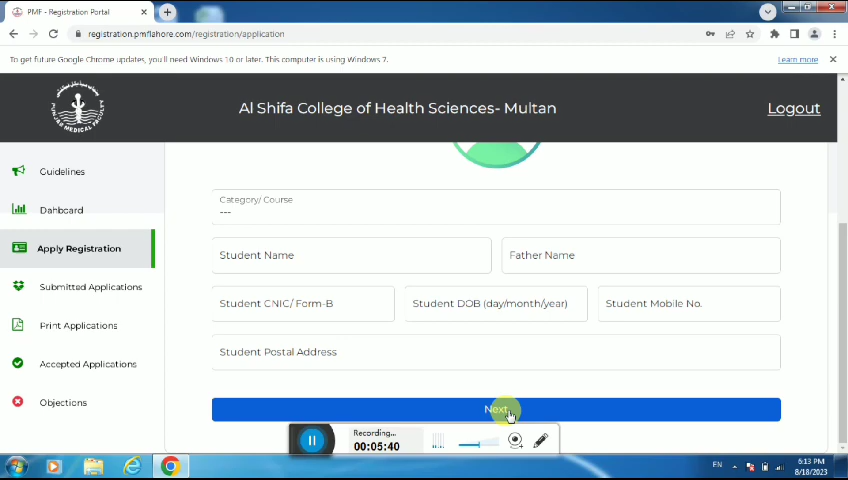 PMF - Registration Portal
registration.pmflahore.com/registration/application
To get future Google Chrome updates, you'll need Windows 10 or later. This computer is using Windows 7.
Learn more
PUNJAB MEDICAL FACULTY
Al Shifa College of Health Sciences- Multan
Logout
Guidelines
Dahboard
Apply Registration
Submitted Applications
Print Applications
Accepted Applications
Objections
Category/ Course
---
Student Name
Father Name
Student CNIC/ Form-B
Student DOB (day/month/year)
Student Mobile No.
Student Postal Address
Next
Recording...
00:05:40
EN
6:13 PM
8/18/2023